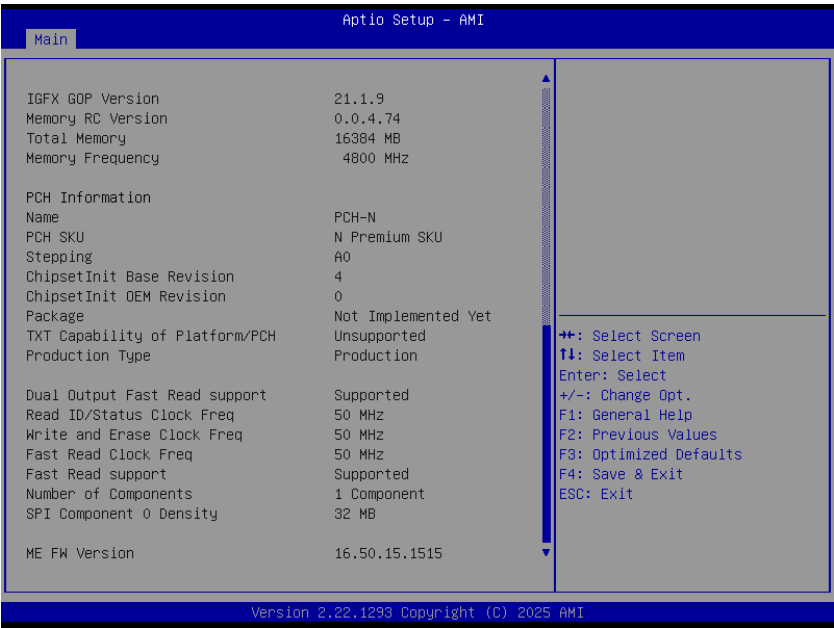 Aptio Setup – AMI
Main
IGFX GOP Version 21.1.9
Memory RC Version 0.0.4.74
Total Memory 16384 MB
Memory Frequency 4800 MHz
PCH Information
Name PCH-N
PCH SKU N Premium SKU
Stepping A0
ChipsetInit Base Revision 4
ChipsetInit OEM Revision 0
Package Not Implemented Yet
TXT Capability of Platform/PCH Unsupported
Production Type Production
Dual Output Fast Read support Supported
Read ID/Status Clock Freq 50 MHz
Write and Erase Clock Freq 50 MHz
Fast Read Clock Freq 50 MHz
Fast Read support Supported
Number of Components 1 Component
SPI Component 0 Density 32 MB
ME FW Version 16.50.15.1515
→←: Select Screen
↑↓: Select Item
Enter: Select
+/-: Change Opt.
F1: General Help
F2: Previous Values
F3: Optimized Defaults
F4: Save & Exit
ESC: Exit
Version 2.22.1293 Copyright (C) 2025 AMI